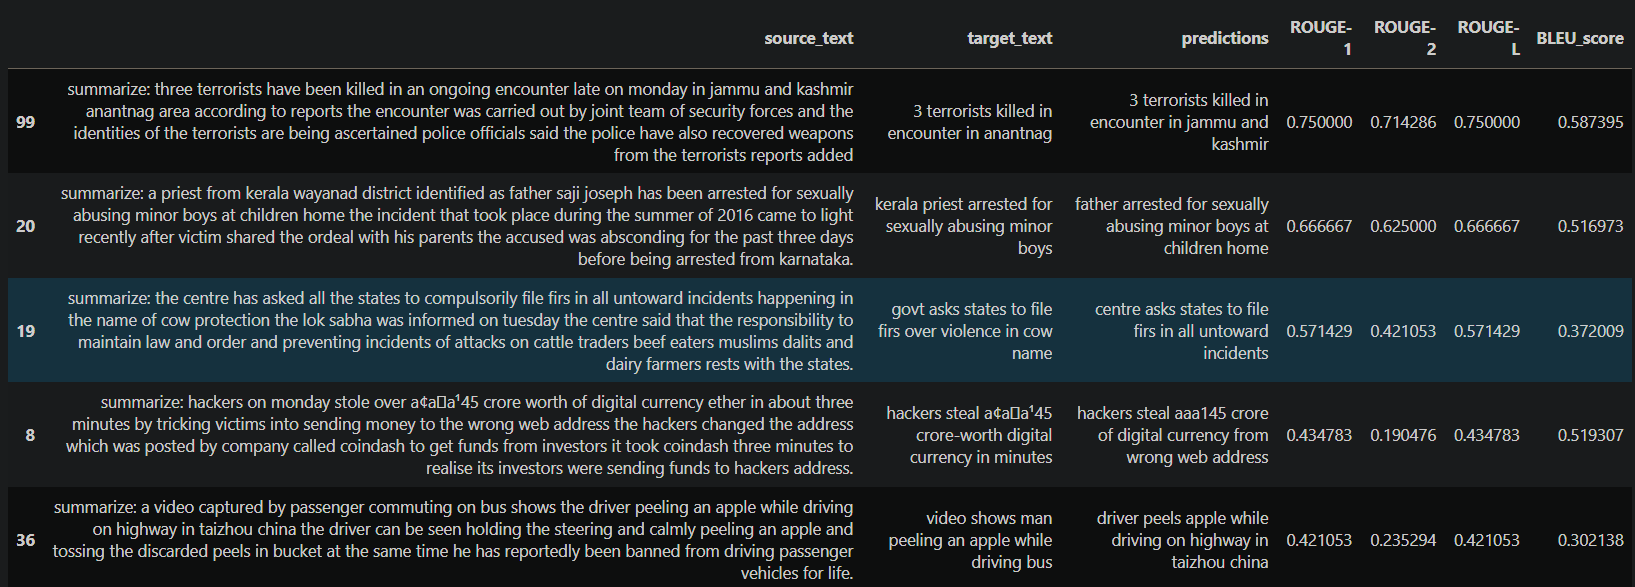 source_text target_text predictions ROUGE-1 ROUGE-2 ROUGE-L BLEU_score
99
summarize: three terrorists have been killed in an ongoing encounter late on monday in jammu and kashmir
anantnag area according to reports the encounter was carried out by joint team of security forces and the
identities of the terrorists are being ascertained police officials said the police have also recovered weapons
from the terrorists reports added
3 terrorists killed in
encounter in anantnag
3 terrorists killed in
encounter in jammu and
kashmir
0.750000 0.714286 0.750000 0.587395
20
summarize: a priest from kerala wayanad district identified as father saji joseph has been arrested for sexually
abusing minor boys at children home the incident that took place during the summer of 2016 came to light
recently after victim shared the ordeal with his parents the accused was absconding for the past three days
before being arrested from karnataka.
kerala priest arrested for
sexually abusing minor
boys
father arrested for sexually
abusing minor boys at
children home
0.666667 0.625000 0.666667 0.516973
19
summarize: the centre has asked all the states to compulsorily file firs in all untoward incidents happening in
the name of cow protection the lok sabha was informed on tuesday the centre said that the responsibility to
maintain law and order and preventing incidents of attacks on cattle traders beef eaters muslims dalits and
dairy farmers rests with the states.
govt asks states to file
firs over violence in cow
name
centre asks states to file
firs in all untoward
incidents
0.571429 0.421053 0.571429 0.372009
8
summarize: hackers on monday stole over a¢a▯a¹45 crore worth of digital currency ether in about three
minutes by tricking victims into sending money to the wrong web address the hackers changed the address
which was posted by company called coindash to get funds from investors it took coindash three minutes to
realise its investors were sending funds to hackers address.
hackers steal a¢a▯a¹45
crore-worth digital
currency in minutes
hackers steal aaa145 crore
of digital currency from
wrong web address
0.434783 0.190476 0.434783 0.519307
36
summarize: a video captured by passenger commuting on bus shows the driver peeling an apple while driving
on highway in taizhou china the driver can be seen holding the steering and calmly peeling an apple and
tossing the discarded peels in bucket at the same time he has reportedly been banned from driving passenger
vehicles for life.
video shows man
peeling an apple while
driving bus
driver peels apple while
driving on highway in
taizhou china
0.421053 0.235294 0.421053 0.302138